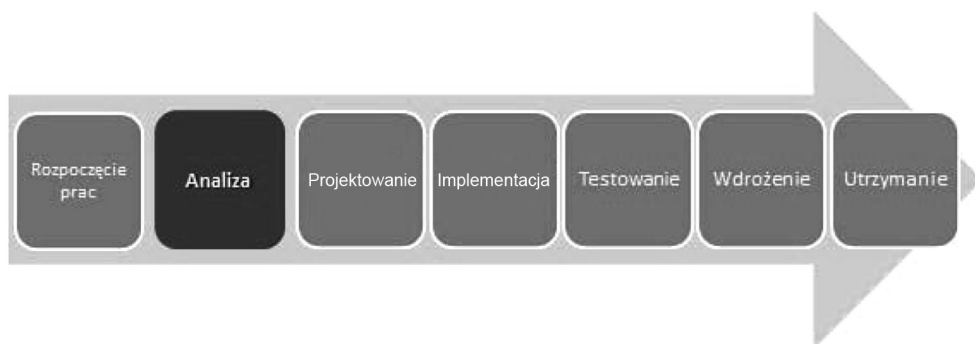 Rozpoczęcie
prac
Analiza
Projektowanie
Implementacja
Testowanie
Wdrożenie
Utrzymanie